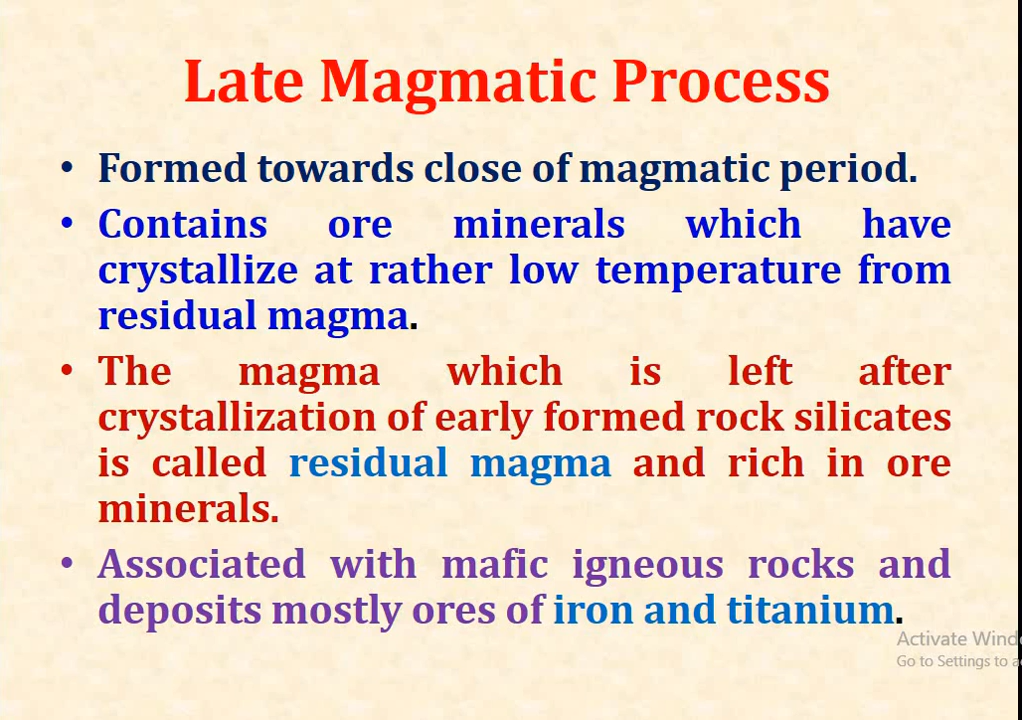 Late Magmatic Process
• Formed towards close of magmatic period.
• Contains ore minerals which have
crystallize at rather low temperature from
residual magma.
• The magma which is left after
crystallization of early formed rock silicates
is called residual magma and rich in ore
minerals.
• Associated with mafic igneous rocks and
deposits mostly ores of iron and titanium.
Activate Wind
Go to Settings to a